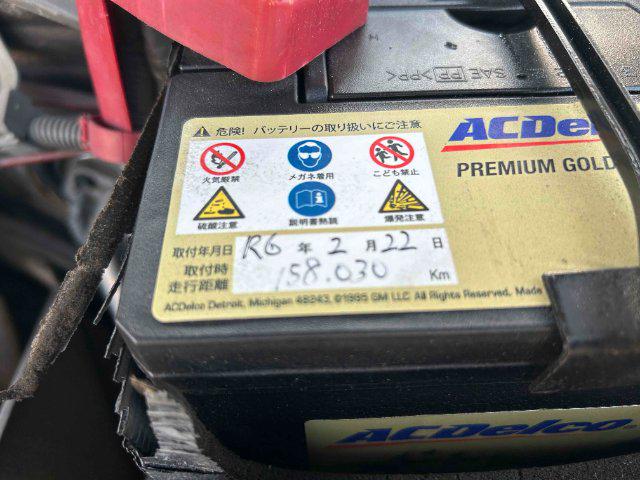 >PP/PP<
SAE
⚠危険! バッテリーの取り扱いにご注意
ACDelco
PREMIUM GOLD
火気厳禁
メガネ着用
こども禁止
硫酸注意
説明書熟読
爆発注意
取付年月日 R6 年 2 月 22 日
取付時走行距離 158.030 Km
ACDelco Detroit, Michigan 48243, ©1995 GM LLC All Rights Reserved. Made
ACDelco